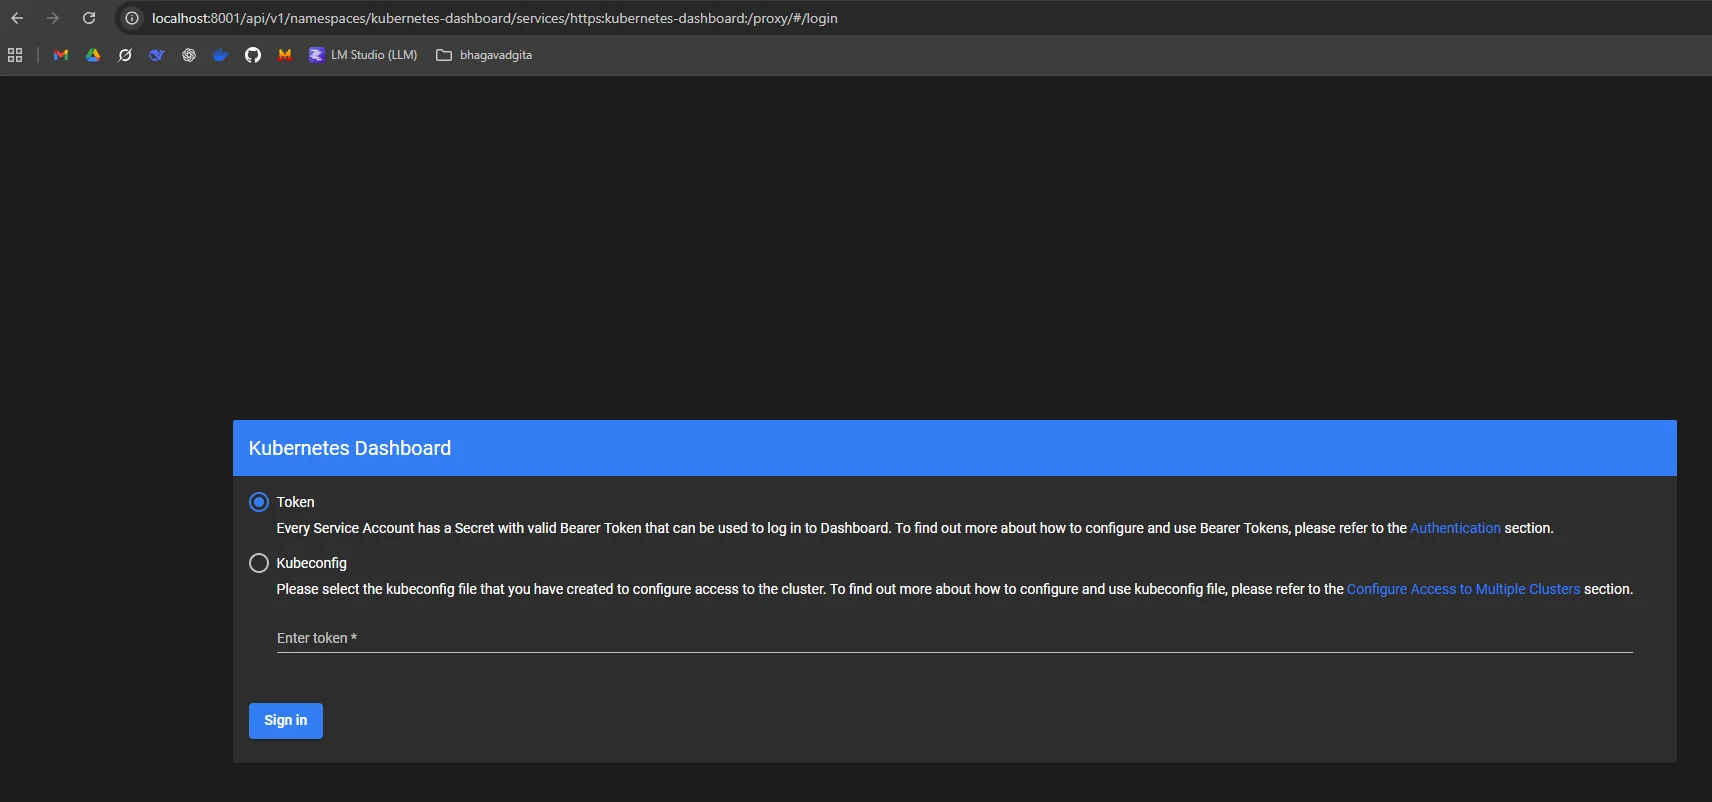 localhost:8001/api/v1/namespaces/kubernetes-dashboard/services/https:kubernetes-dashboard:/proxy/#/login
LM Studio (LLM) bhagavadgita
Kubernetes Dashboard
Token
Every Service Account has a Secret with valid Bearer Token that can be used to log in to Dashboard. To find out more about how to configure and use Bearer Tokens, please refer to the Authentication section.
Kubeconfig
Please select the kubeconfig file that you have created to configure access to the cluster. To find out more about how to configure and use kubeconfig file, please refer to the Configure Access to Multiple Clusters section.
Enter token *
Sign in